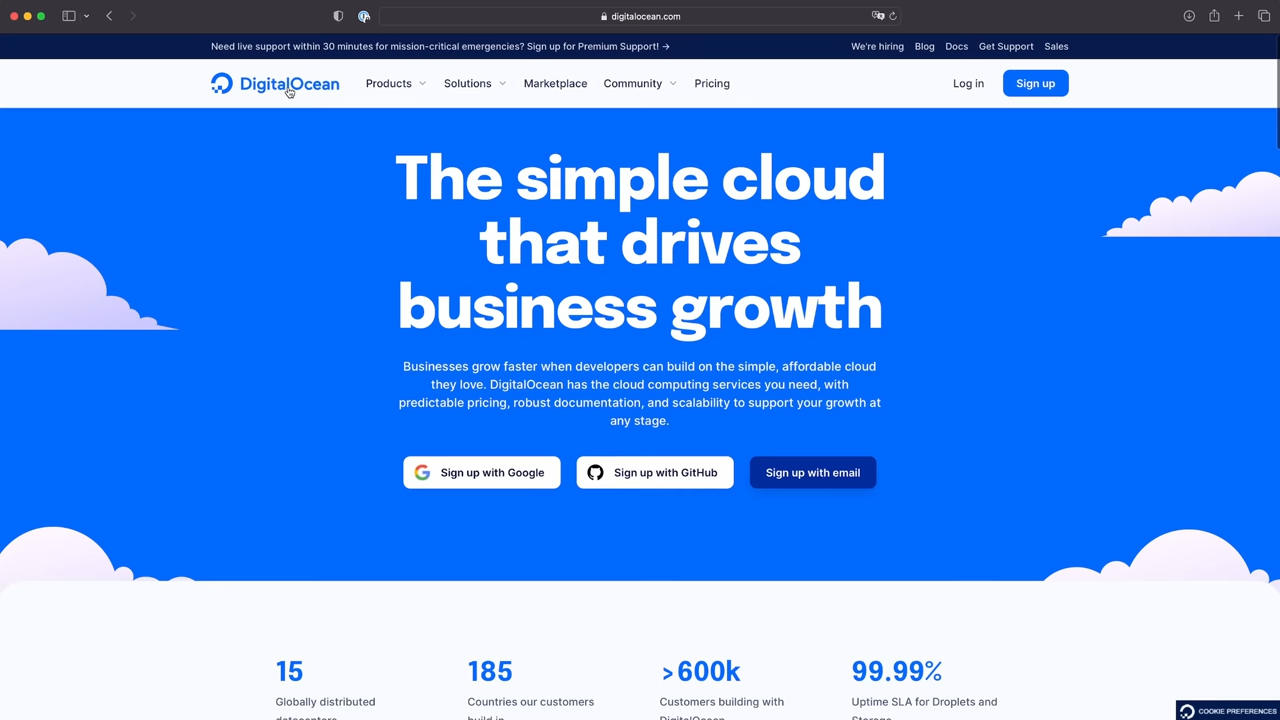 digitalocean.com
Need live support within 30 minutes for mission-critical emergencies? Sign up for Premium Support! →
We're hiring Blog Docs Get Support Sales
DigitalOcean Products Solutions Marketplace Community Pricing Log in Sign up
The simple cloud
that drives
business growth
Businesses grow faster when developers can build on the simple, affordable cloud
they love. DigitalOcean has the cloud computing services you need, with
predictable pricing, robust documentation, and scalability to support your growth at
any stage.
Sign up with Google Sign up with GitHub Sign up with email
15 185 >600k 99.99%
Globally distributed Countries our customers Customers building with Uptime SLA for Droplets and
datacenters build in DigitalOcean Storage
COOKIE PREFERENCES